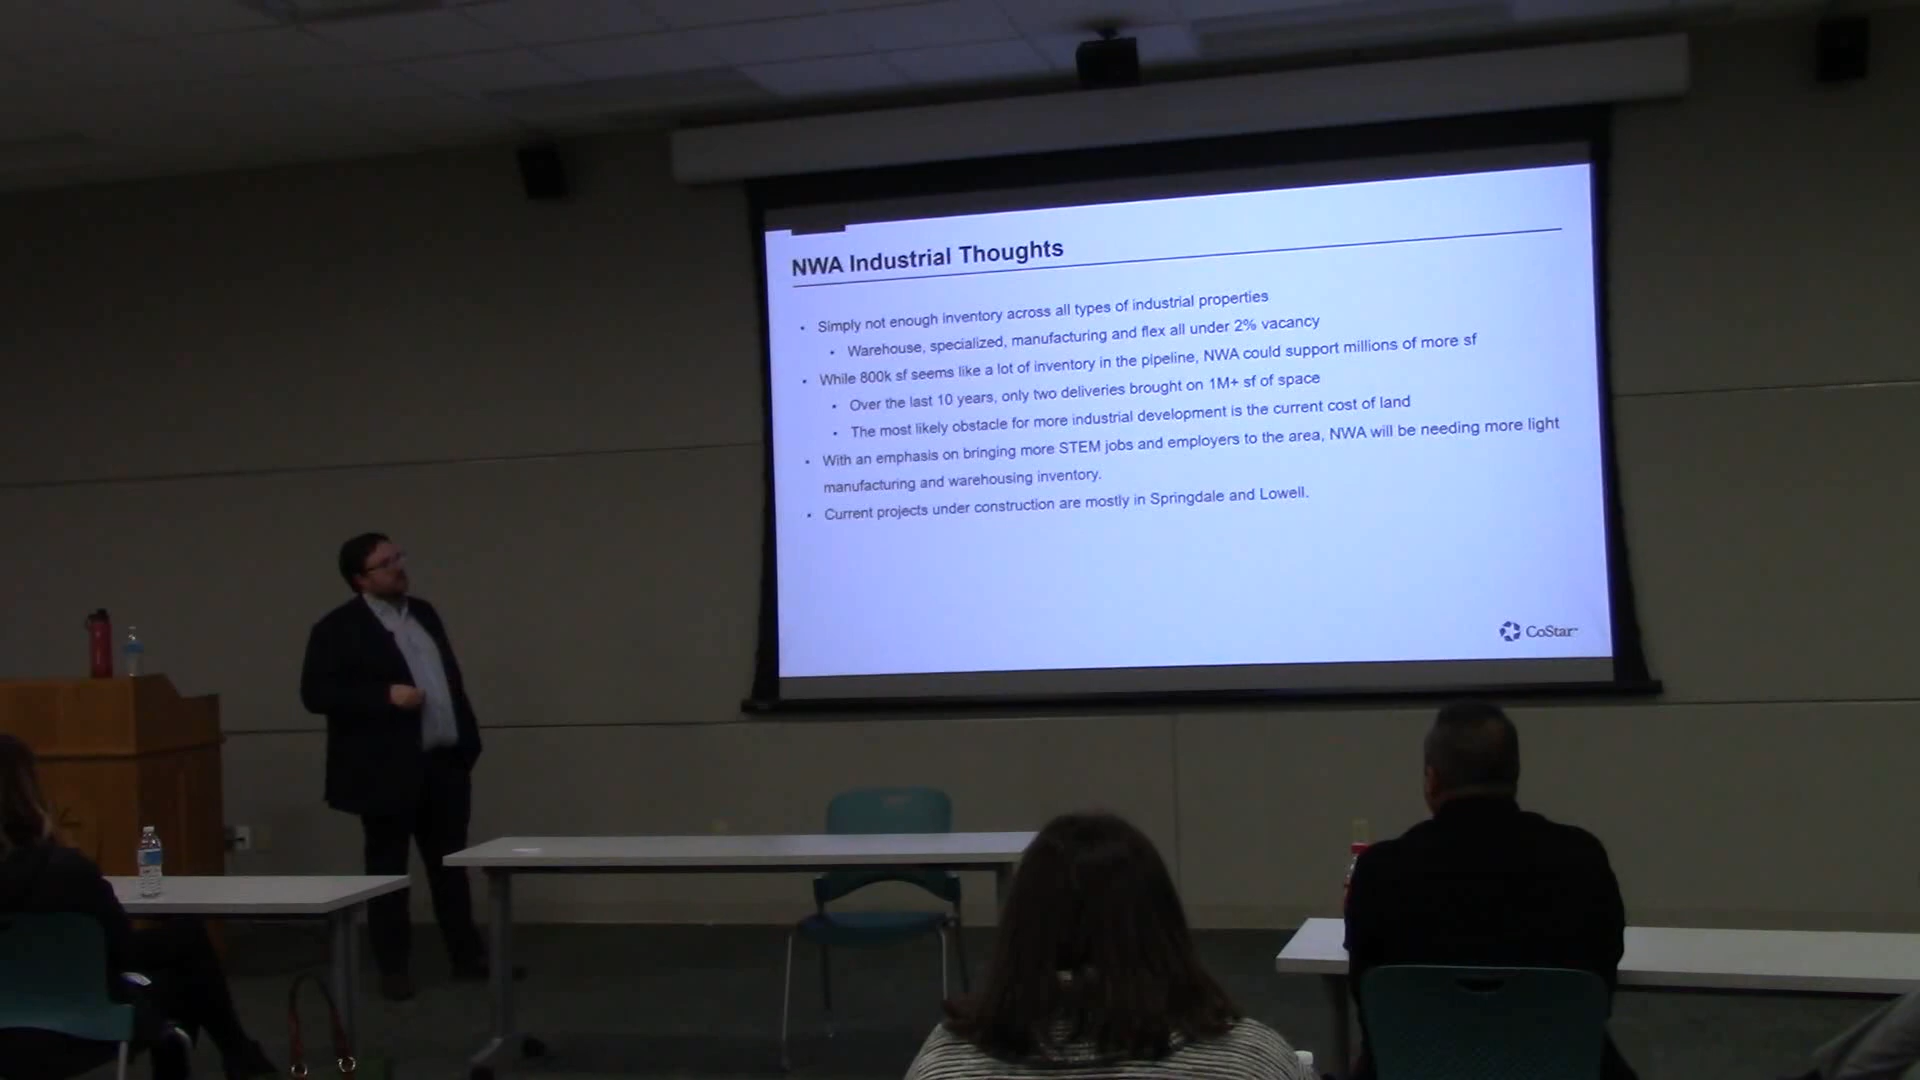 NWA Industrial Thoughts
• Simply not enough inventory across all types of industrial properties
• Warehouse, specialized, manufacturing and flex all under 2% vacancy
• While 800k sf seems like a lot of inventory in the pipeline, NWA could support millions of more sf
• Over the last 10 years, only two deliveries brought on 1M+ sf of space
• The most likely obstacle for more industrial development is the current cost of land
• With an emphasis on bringing more STEM jobs and employers to the area, NWA will be needing more light
manufacturing and warehousing inventory.
• Current projects under construction are mostly in Springdale and Lowell.
CoStar™